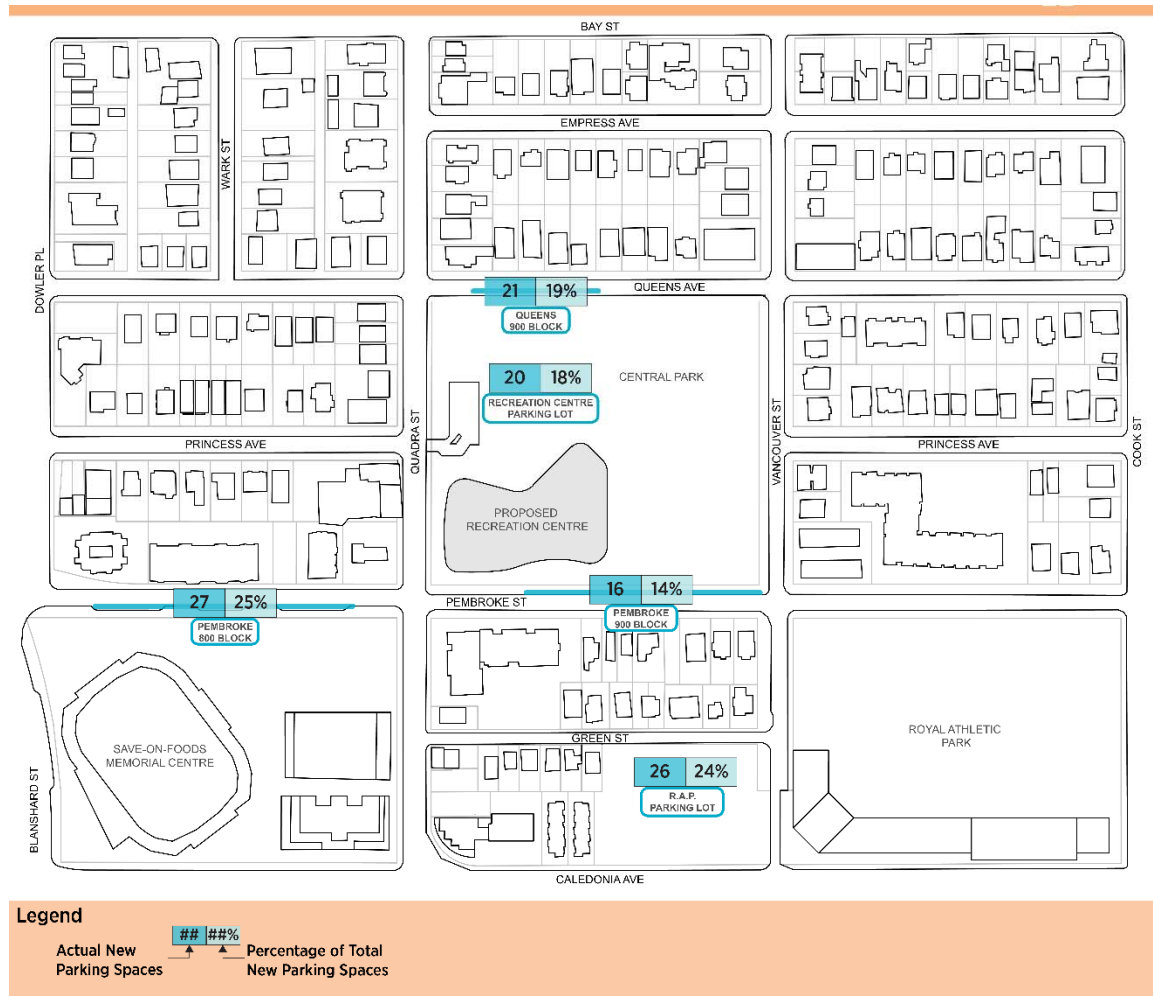 BAY ST
EMPRESS AVE
WARK ST
DOWLER PL
QUEENS AVE
21 19%
QUEENS
900 BLOCK
20 18%
RECREATION CENTRE
PARKING LOT
CENTRAL PARK
QUADRA ST
VANCOUVER ST
COOK ST
PRINCESS AVE
PRINCESS AVE
PROPOSED
RECREATION CENTRE
27 25%
PEMBROKE
800 BLOCK
PEMBROKE ST
16 14%
PEMBROKE
900 BLOCK
SAVE-ON-FOODS
MEMORIAL CENTRE
BLANSHARD ST
ROYAL ATHLETIC
PARK
GREEN ST
26 24%
R.A.P.
PARKING LOT
CALEDONIA AVE
Legend
## ##%
Actual New
Parking Spaces
Percentage of Total
New Parking Spaces